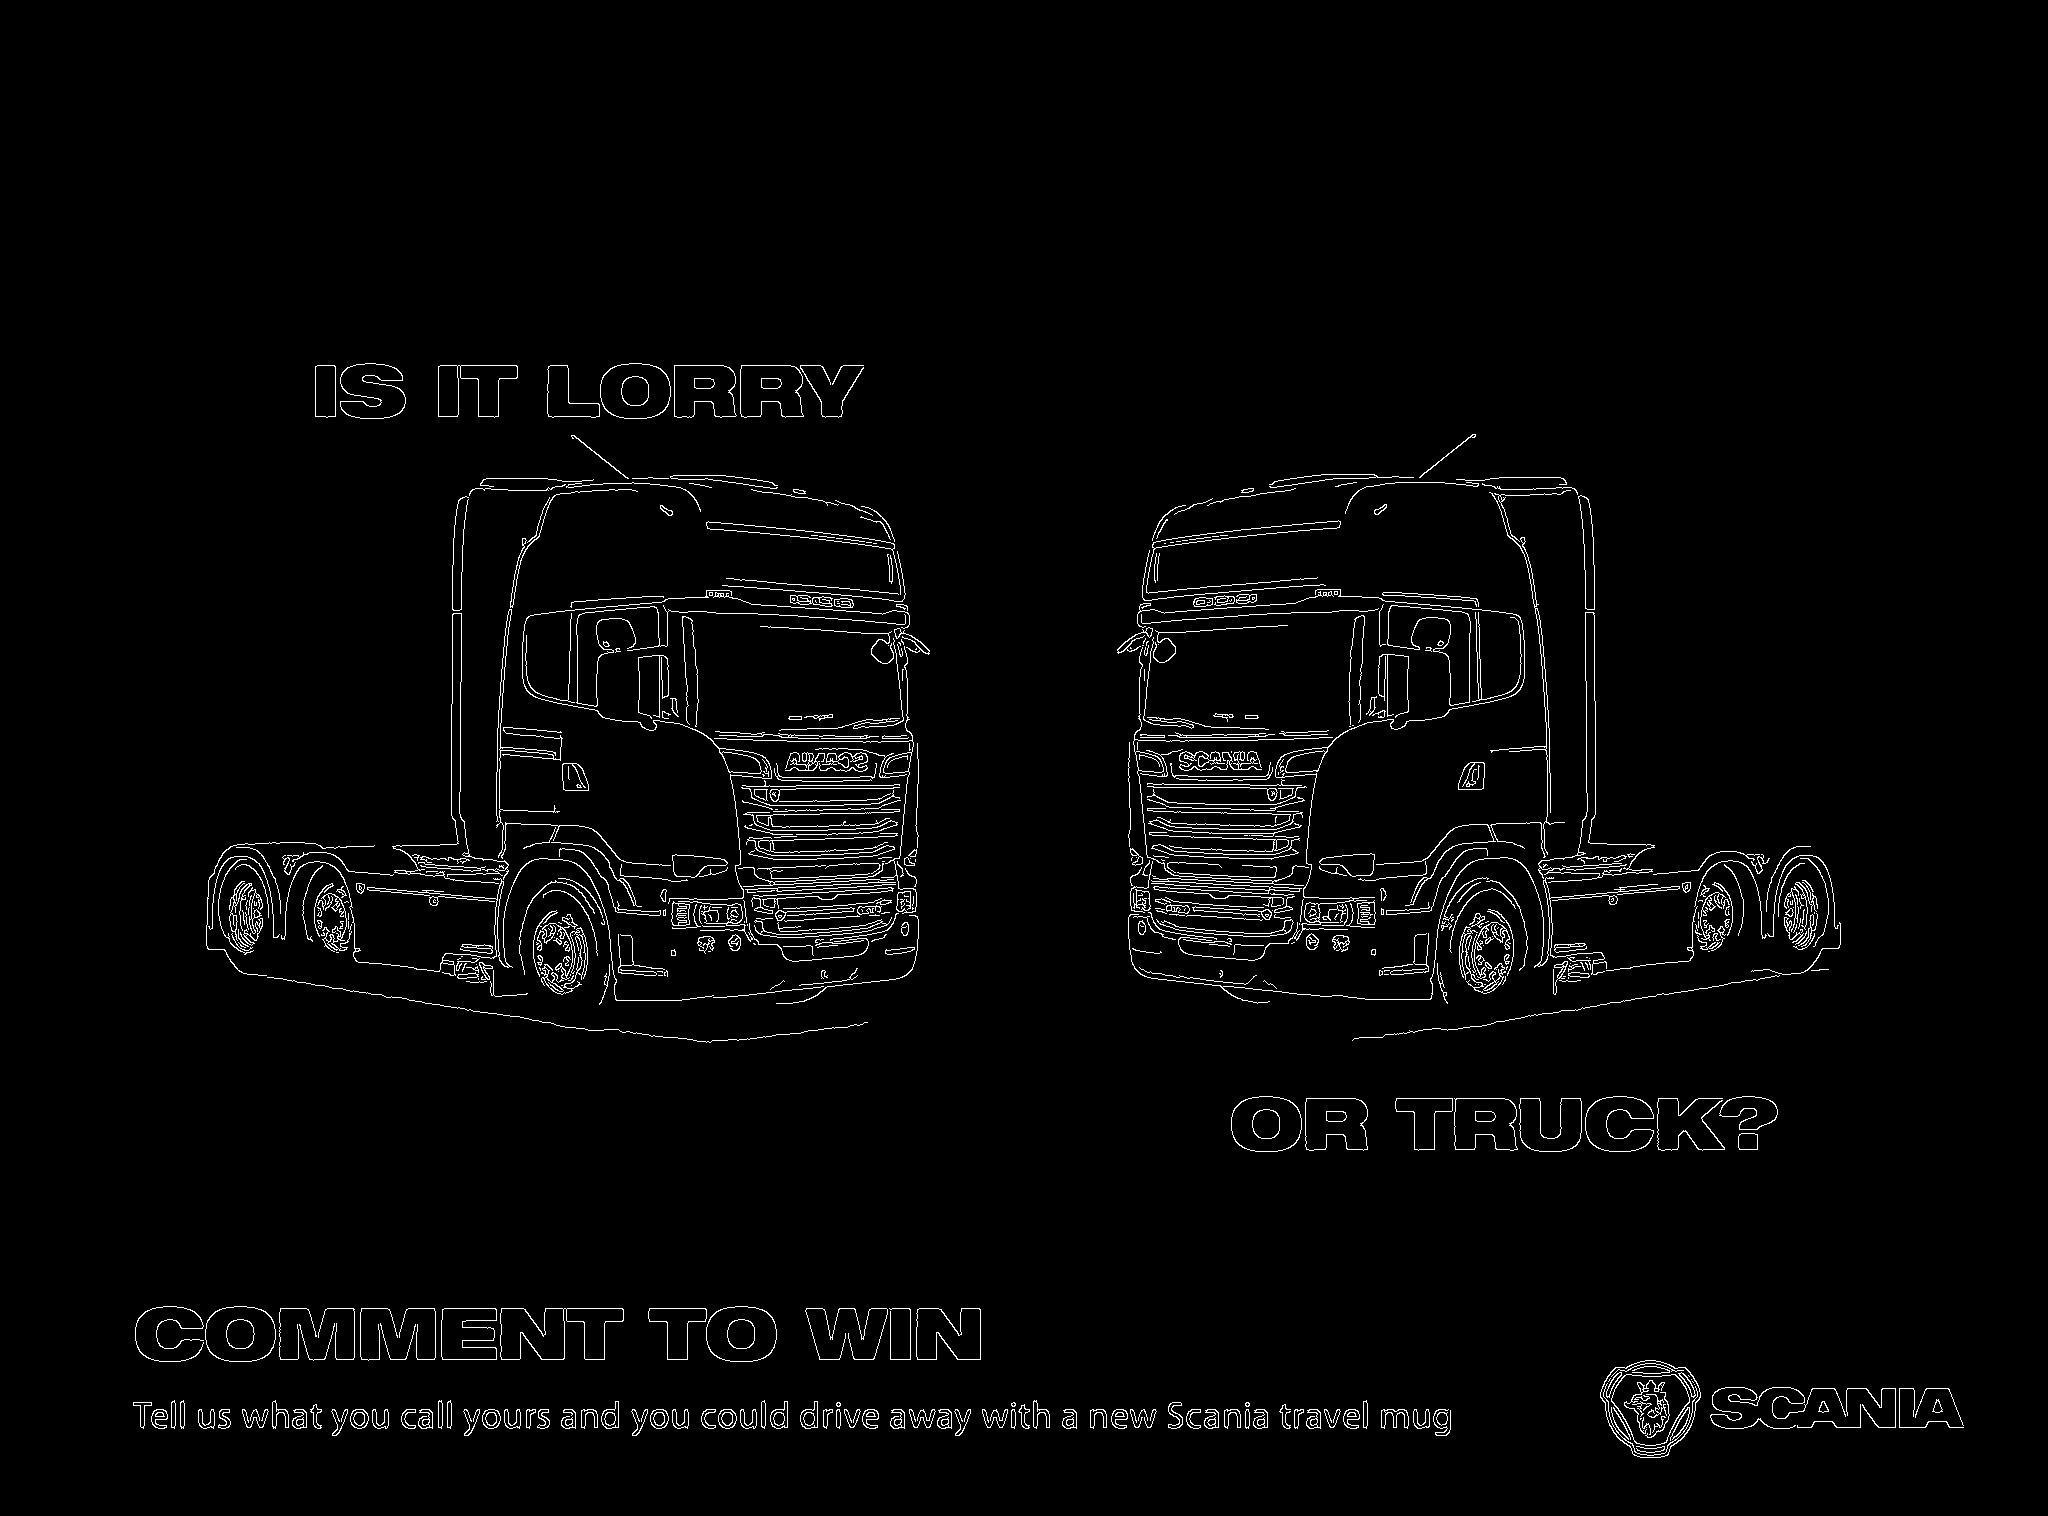 IS IT LORRY
SCANIA
SCANIA
OR TRUCK?
COMMENT TO WIN
Tell us what you call yours and you could drive away with a new Scania travel mug
SCANIA